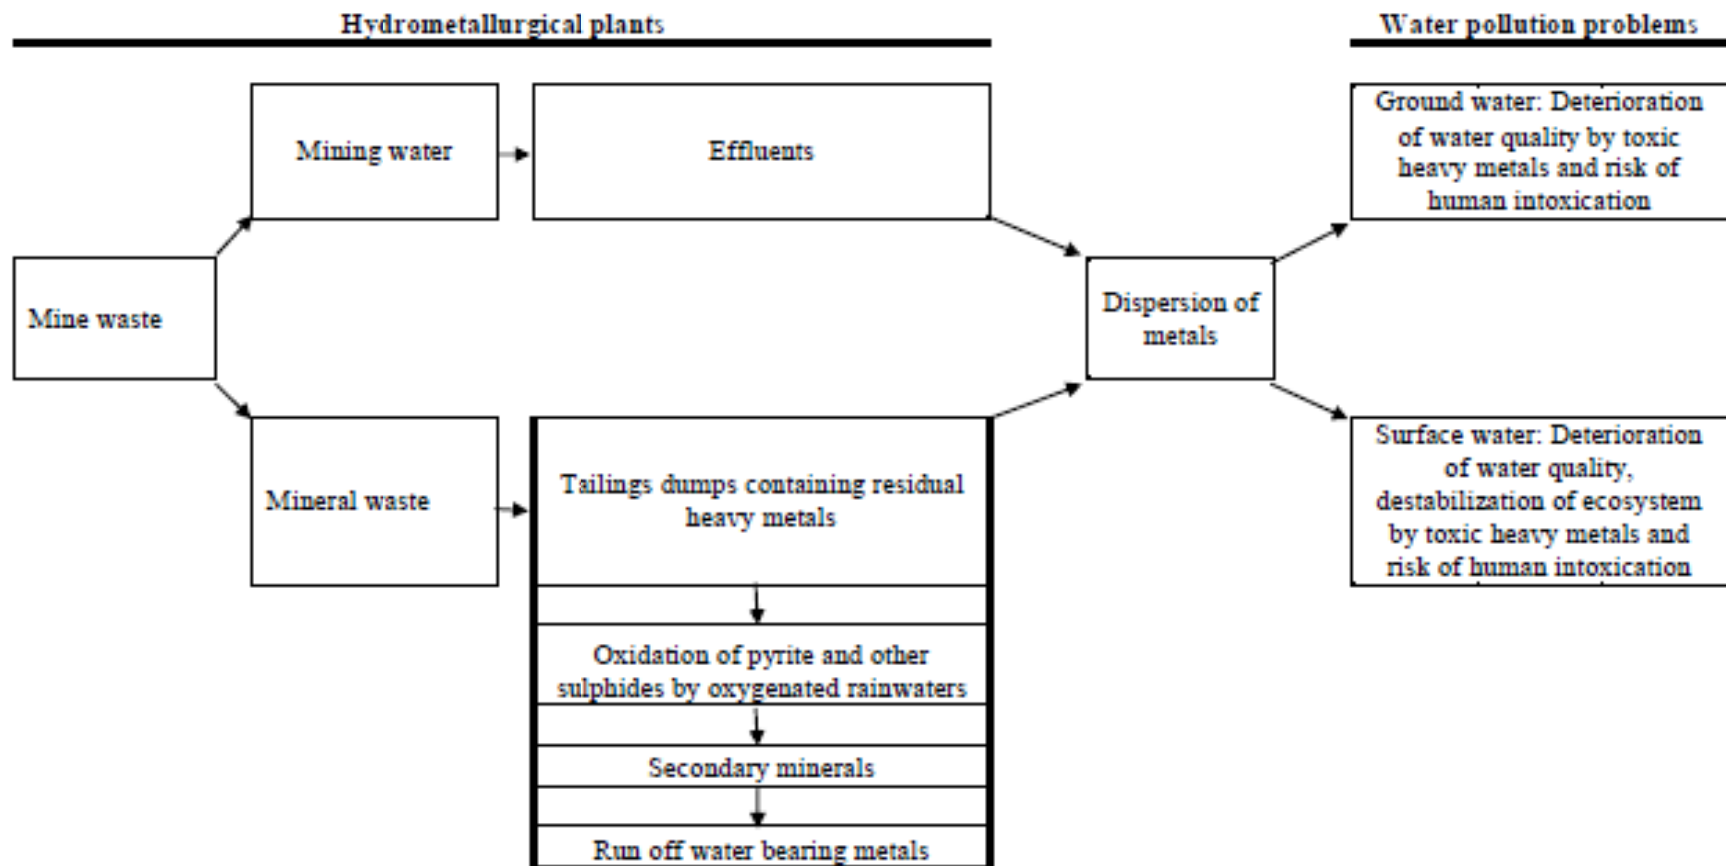 Hydrometallurgical plants
Water pollution problems
Mining water
Effluents
Ground water: Deterioration
of water quality by toxic
heavy metals and risk of
human intoxication
Mine waste
Dispersion of
metals
Mineral waste
Tailings dumps containing residual
heavy metals
Surface water: Deterioration
of water quality,
destabilization of ecosystem
by toxic heavy metals and
risk of human intoxication
Oxidation of pyrite and other
sulphides by oxygenated rainwaters
Secondary minerals
Run off water bearing metals